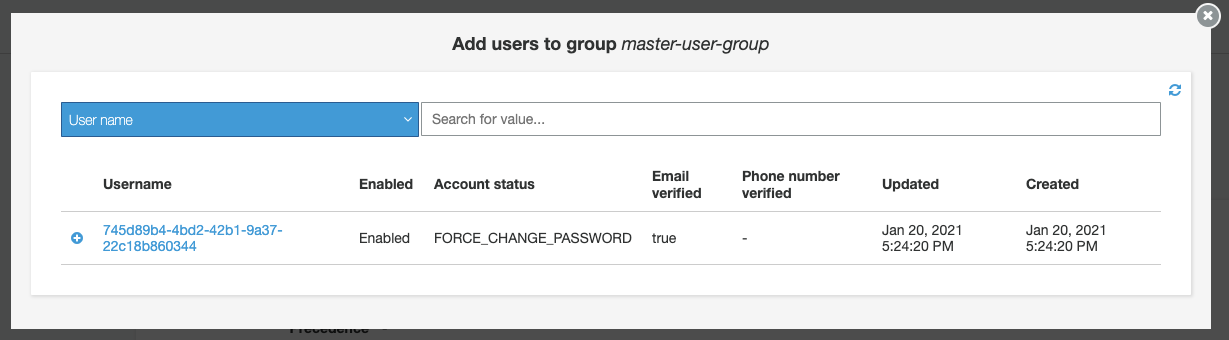 Add users to group master-user-group
User name
Search for value...
Username Enabled Account status Email verified Phone number verified Updated Created
745d89b4-4bd2-42b1-9a37-
22c18b860344
Enabled FORCE_CHANGE_PASSWORD true -
Jan 20, 2021
5:24:20 PM
Jan 20, 2021
5:24:20 PM
Precedence -